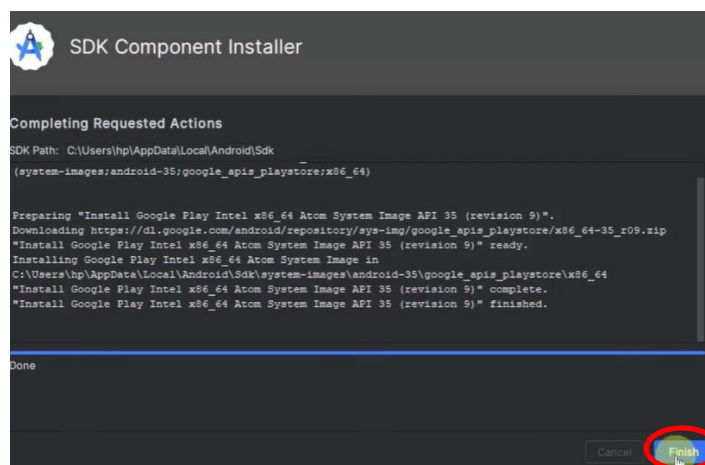 SDK Component Installer
Completing Requested Actions
SDK Path: C:\Users\hp\AppData\Local\Android\Sdk
(system-images;android-35;google_apis_playstore;x86_64)
Preparing "Install Google Play Intel x86_64 Atom System Image API 35 (revision 9)".
Downloading https://dl.google.com/android/repository/sys-img/google_apis_playstore/x86_64-35_r09.zip
"Install Google Play Intel x86_64 Atom System Image API 35 (revision 9)" ready.
Installing Google Play Intel x86_64 Atom System Image in
C:\Users\hp\AppData\Local\Android\Sdk\system-images\android-35\google_apis_playstore\x86_64
"Install Google Play Intel x86_64 Atom System Image API 35 (revision 9)" complete.
"Install Google Play Intel x86_64 Atom System Image API 35 (revision 9)" finished.
Done
Cancel Finish